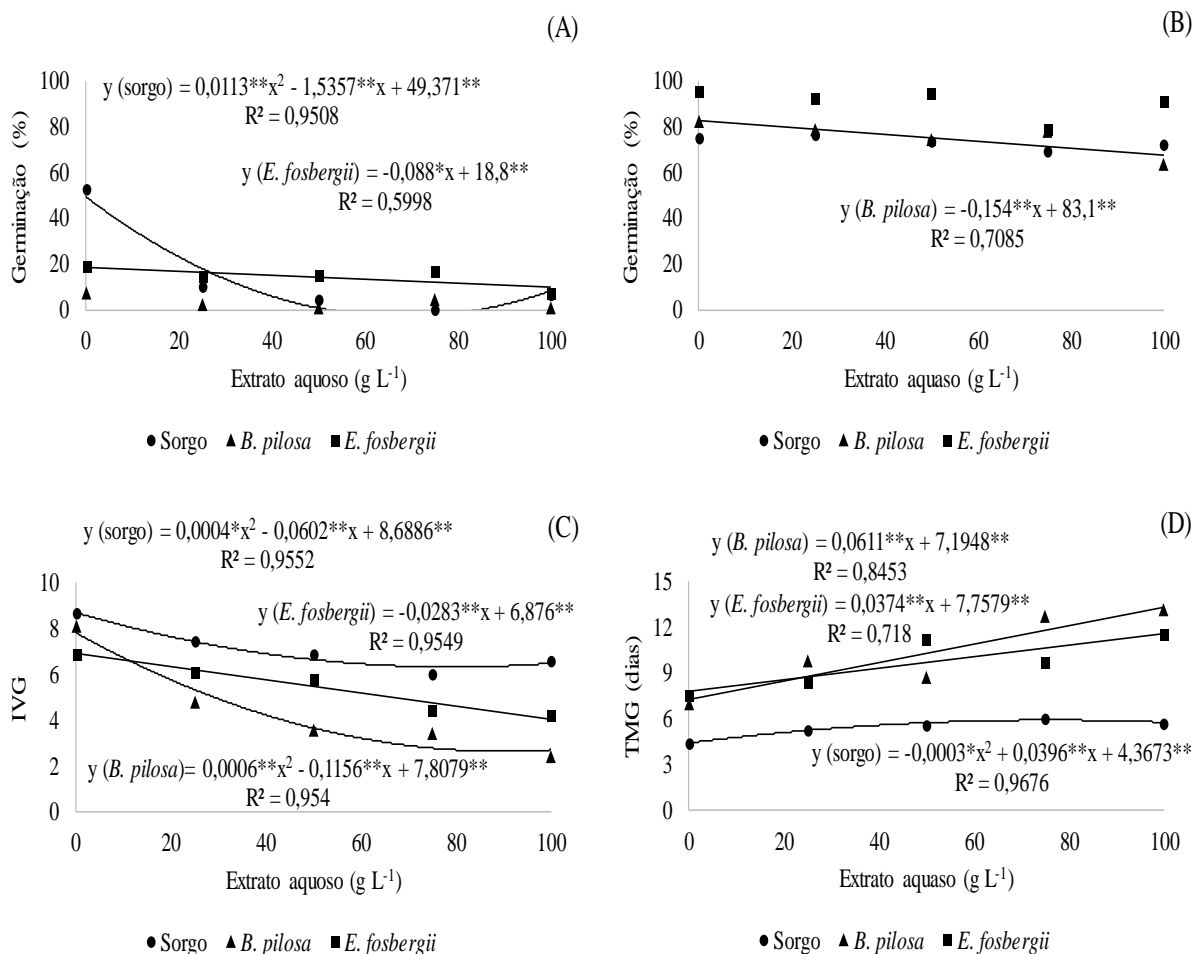 (A)
y (sorgo) = 0,0113**x² - 1,5357**x + 49,371**
R² = 0,9508
y (E. fosbergii) = -0,088*x + 18,8**
R² = 0,5998
Germinação (%)
100
80
60
40
20
0
0 20 40 60 80 100
Extrato aquoso (g L⁻¹)
● Sorgo ▲ B. pilosa ■ E. fosbergii
(B)
Germinação (%)
100
80
60
40
20
0
y (B. pilosa) = -0,154**x + 83,1**
R² = 0,7085
0 20 40 60 80 100
Extrato aquaso (g L⁻¹)
● Sorgo ▲ B. pilosa ■ E. fosbergii
(C)
y (sorgo) = 0,0004*x² - 0,0602**x + 8,6886**
R² = 0,9552
y (E. fosbergii) = -0,0283**x + 6,876**
R² = 0,9549
IVG
10
8
6
4
2
0
y (B. pilosa)= 0,0006**x² - 0,1156**x + 7,8079**
R² = 0,954
0 20 40 60 80 100
Extrato aquoso (g L⁻¹)
● Sorgo ▲ B. pilosa ■ E. fosbergii
(D)
y (B. pilosa) = 0,0611**x + 7,1948**
R² = 0,8453
y (E. fosbergii) = 0,0374**x + 7,7579**
R² = 0,718
TMG (dias)
15
12
9
6
3
0
y (sorgo) = -0,0003*x² + 0,0396**x + 4,3673**
R² = 0,9676
0 20 40 60 80 100
Extrato aquaso (g L⁻¹)
● Sorgo ▲ B. pilosa ■ E. fosbergii